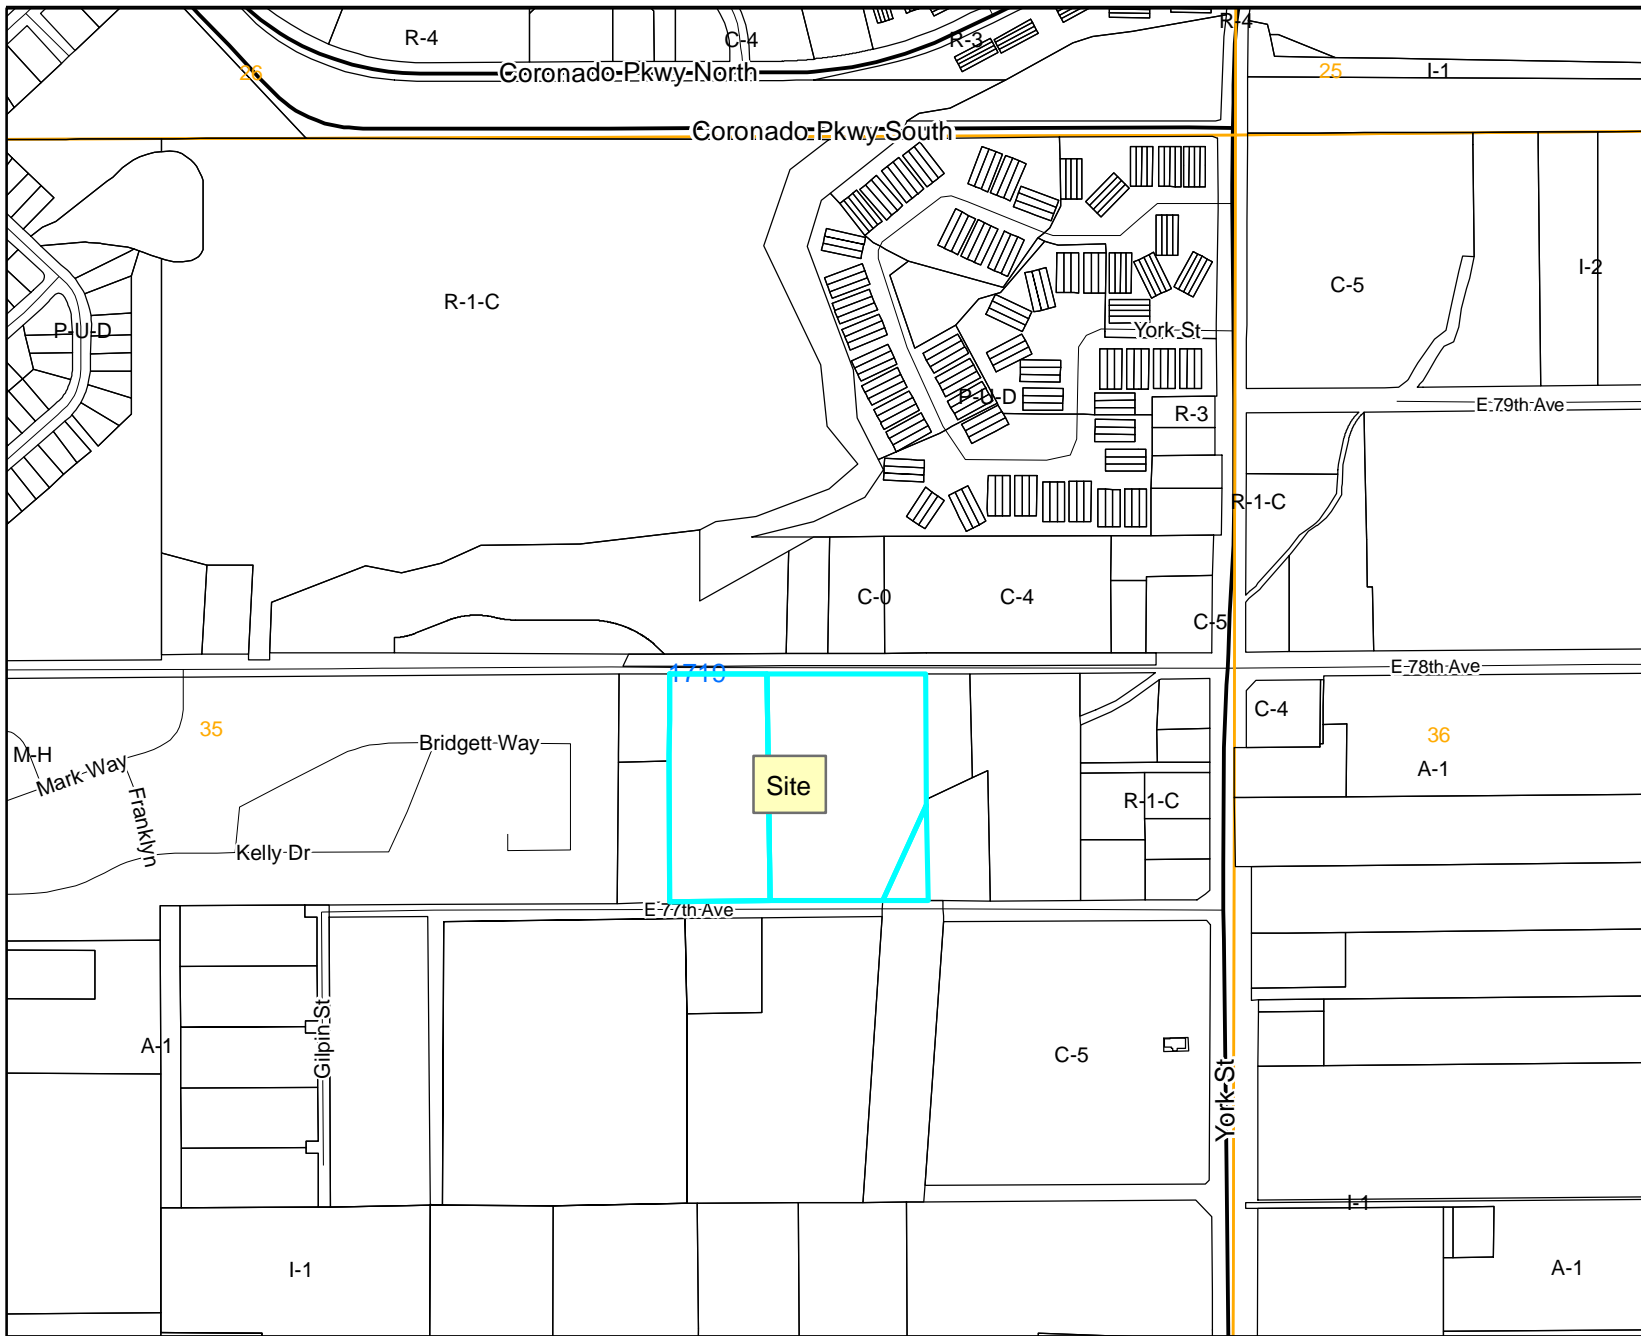 R-4
R-4
C-4
R-3
26
Coronado Pkwy North
25
I-1
Coronado Pkwy South
I-2
C-5
R-1-C
P-U-D
York St
P-U-D
E 79th Ave
R-3
R-1-C
C-0
C-4
C-5
E 78th Ave
1719
C-4
35
36
Bridgett Way
M-H
Mark Way
A-1
Site
R-1-C
Franklyn
Kelly Dr
E 77th Ave
Gilpin St
A-1
C-5
York St
I-1
I-1
A-1